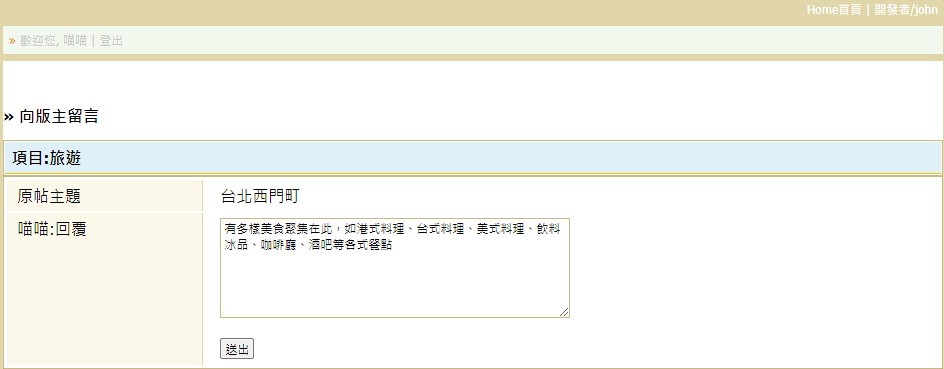 Home首頁 | 開發者/john
» 歡迎您, 喵喵 | 登出
» 向版主留言
項目:旅遊
原帖主題
台北西門町
喵喵:回覆
有多樣美食聚集在此，如港式料理、台式料理、美式料理、飲料
冰品、咖啡廳、酒吧等各式餐點
送出